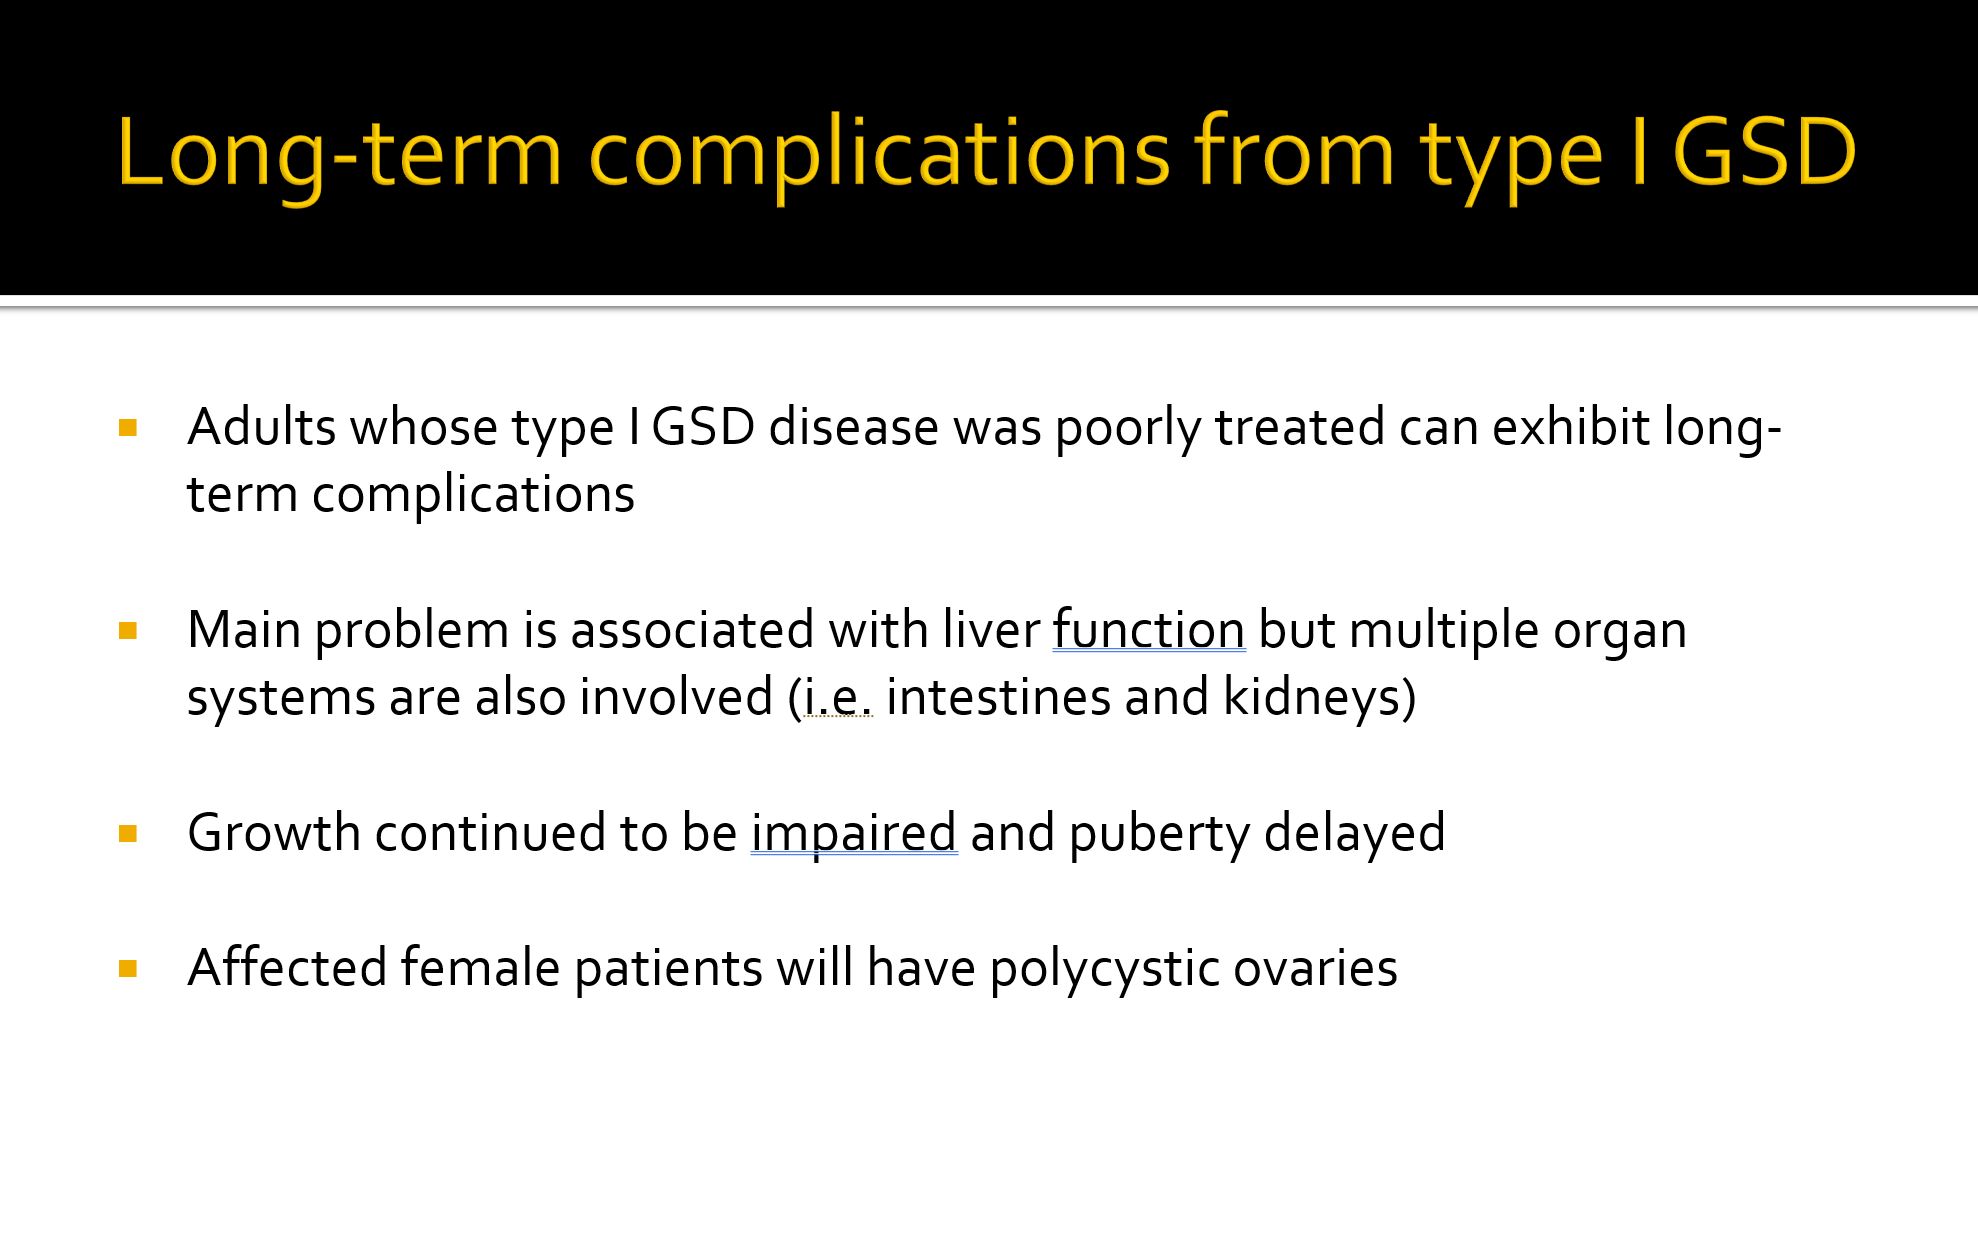 Long-term complications from type I GSD
Adults whose type I GSD disease was poorly treated can exhibit long-
term complications
Main problem is associated with liver function but multiple organ
systems are also involved (i.e. intestines and kidneys)
Growth continued to be impaired and puberty delayed
Affected female patients will have polycystic ovaries